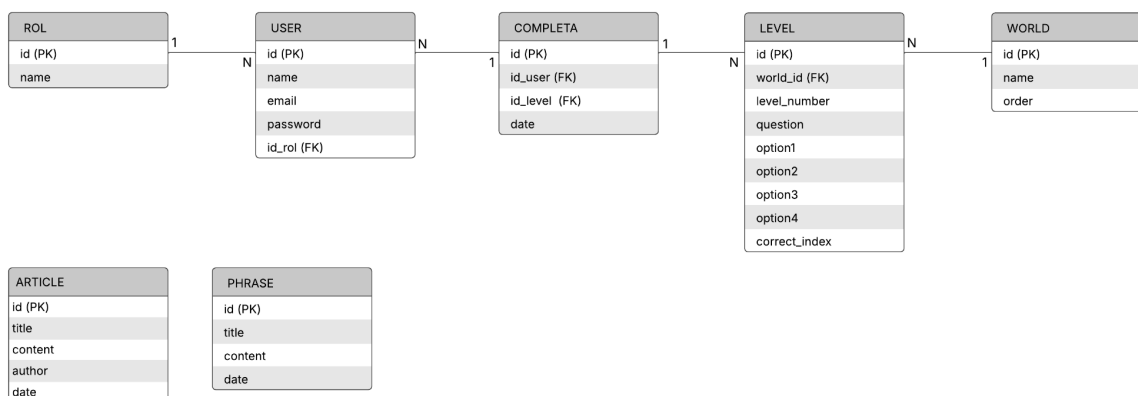 ROL
id (PK)
name
1
N
USER
id (PK)
name
email
password
id_rol (FK)
N
1
COMPLETA
id (PK)
id_user (FK)
id_level (FK)
date
1
N
LEVEL
id (PK)
world_id (FK)
level_number
question
option1
option2
option3
option4
correct_index
N
1
WORLD
id (PK)
name
order
ARTICLE
id (PK)
title
content
author
date
PHRASE
id (PK)
title
content
date